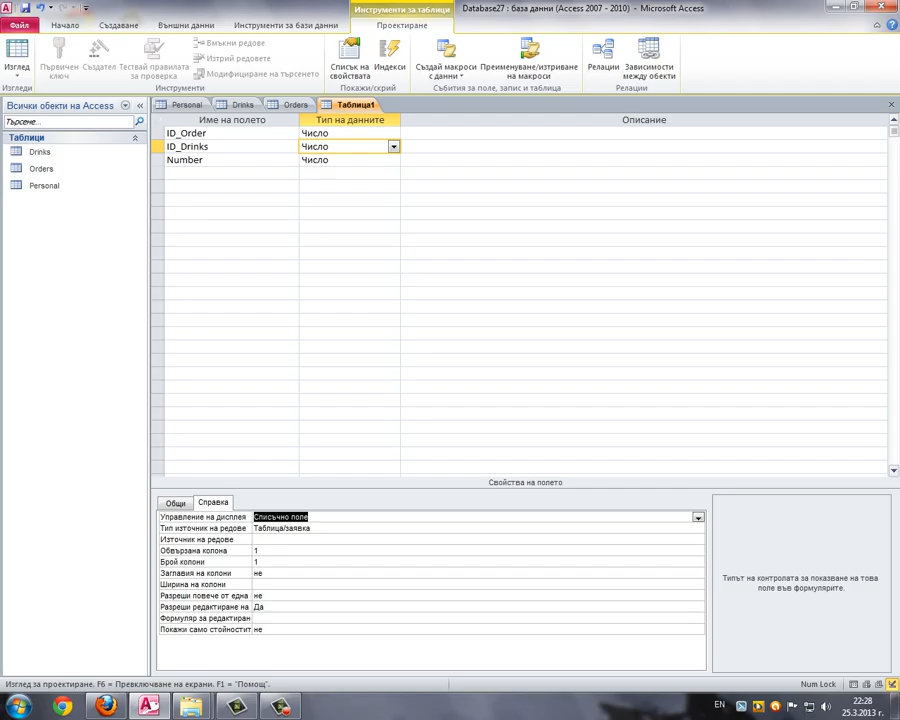 Инструменти за таблици
Database27 : база данни (Access 2007 - 2010) - Microsoft Access
Файл
Начало
Създаване
Външни данни
Инструменти за бази данни
Проектиране
Изглед
Първичен ключ
Създател
Тествай правилата за проверка
Вмъкни редове
Изтрий редовете
Модифициране на търсенето
Списък на свойствата
Индекси
Създай макроси с данни
Преименуване/изтриване на макроси
Релации
Зависимости между обекти
Изгледи
Инструменти
Покажи/скрий
Събития за поле, запис и таблица
Релации
Всички обекти на Access
Търсене...
Таблици
Drinks
Orders
Personal
Personal
Drinks
Orders
Таблица1
Име на полето
Тип на данните
Описание
ID_Order
Число
ID_Drinks
Число
Number
Число
Свойства на полето
Общи
Справка
Управление на дисплея
Списъчно поле
Тип източник на редове
Таблица/заявка
Източник на редове
Обвързана колона
1
Брой колони
1
Заглавия на колони
не
Ширина на колони
Разреши повече от една
не
Разреши редактиране на
Да
Формуляр за редактиран
Покажи само стойностит
не
Типът на контролата за показване на това
поле във формулярите.
Изглед за проектиране. F6 = Превключване на екрани. F1 = "Помощ".
Num Lock
EN
22:28
25.3.2013 г.